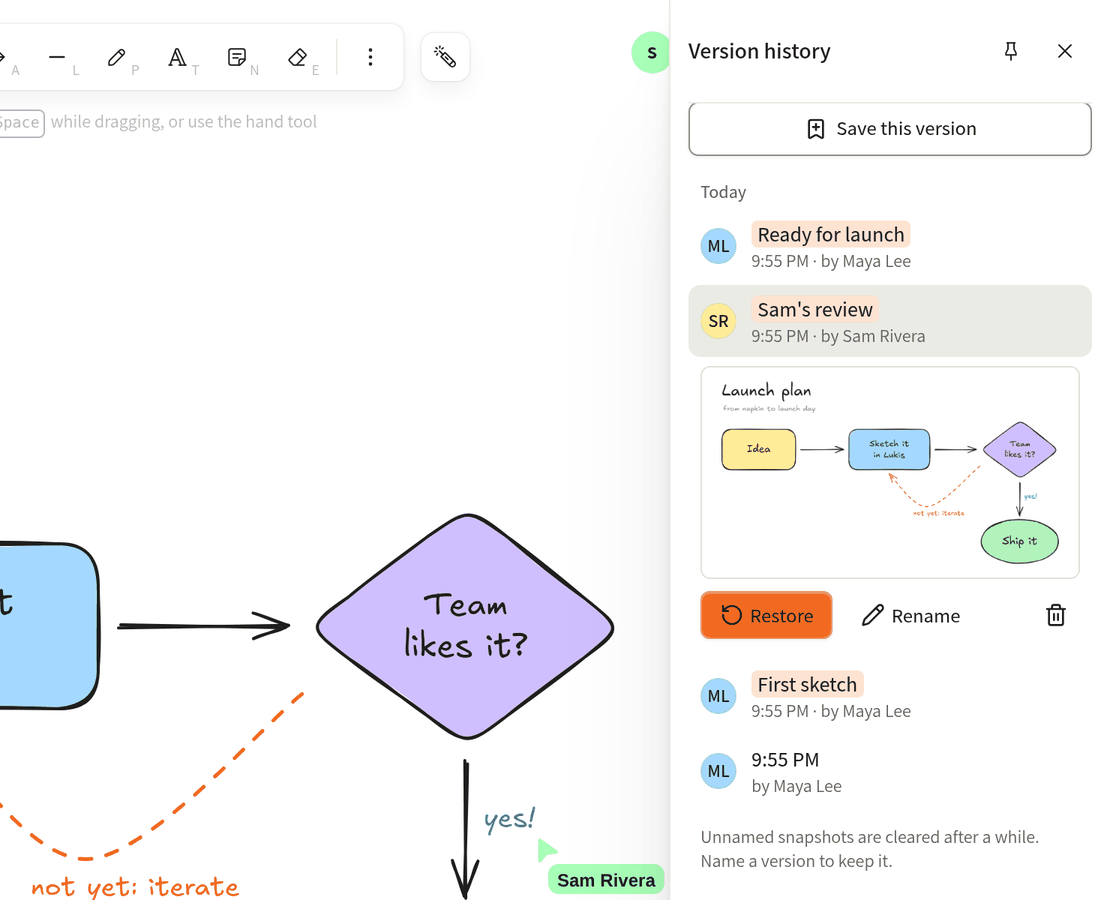 A
L
P
T
N
E
S
Space while dragging, or use the hand tool
t
Team
likes it?
yes!
not yet: iterate
Sam Rivera
Version history
Save this version
Today
ML
Ready for launch
9:55 PM · by Maya Lee
SR
Sam's review
9:55 PM · by Sam Rivera
Launch plan
from napkin to launch day
Idea
Sketch it
in Lukis
Team
likes it?
not yet: iterate
yes!
Ship it
Restore
Rename
ML
First sketch
9:55 PM · by Maya Lee
ML
9:55 PM
by Maya Lee
Unnamed snapshots are cleared after a while.
Name a version to keep it.